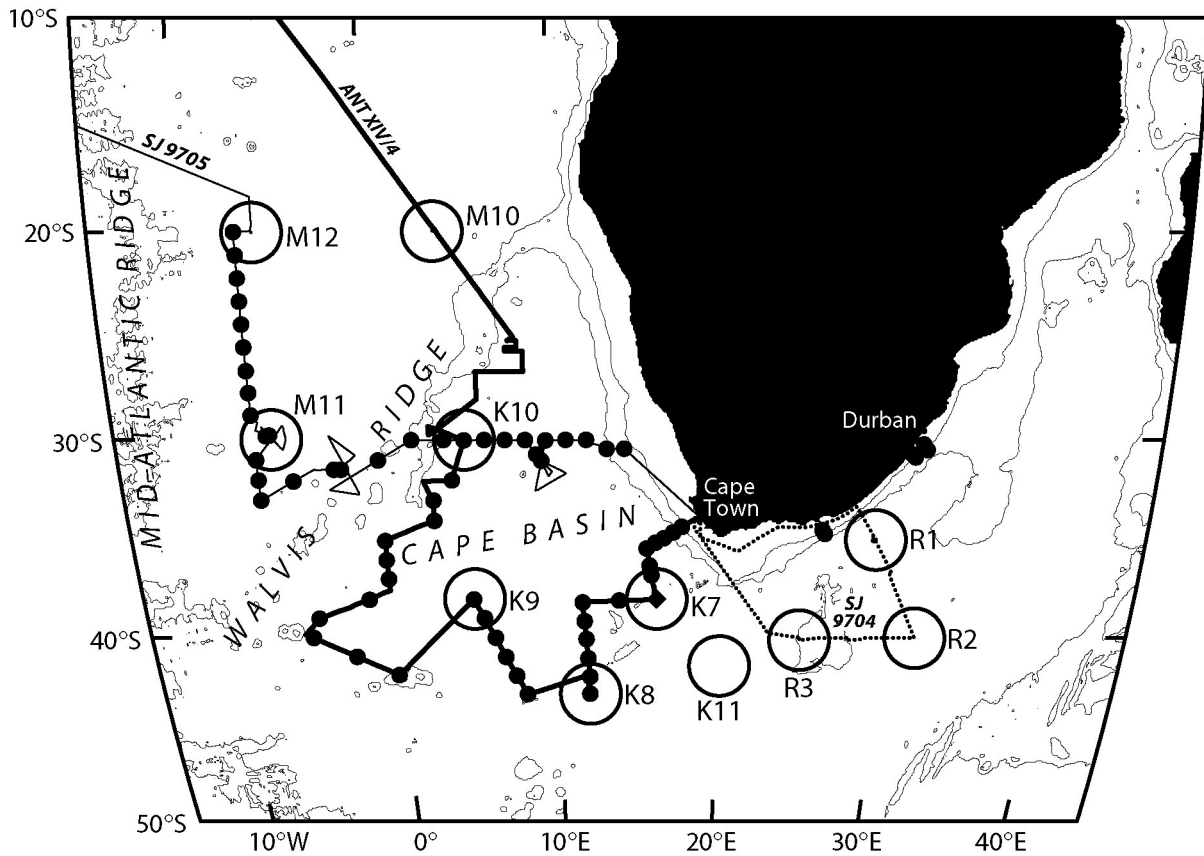 10°S
ANT XIV/4
SJ 9705
MID-ATLANTIC RIDGE
M12
M10
20°S
WALVIS RIDGE
M11
K10
Durban
30°S
Cape
Town
CAPE BASIN
R1
K9
K7
SJ
9704
40°S
R2
K8
K11
R3
50°S
10°W
0°
10°E
20°E
30°E
40°E